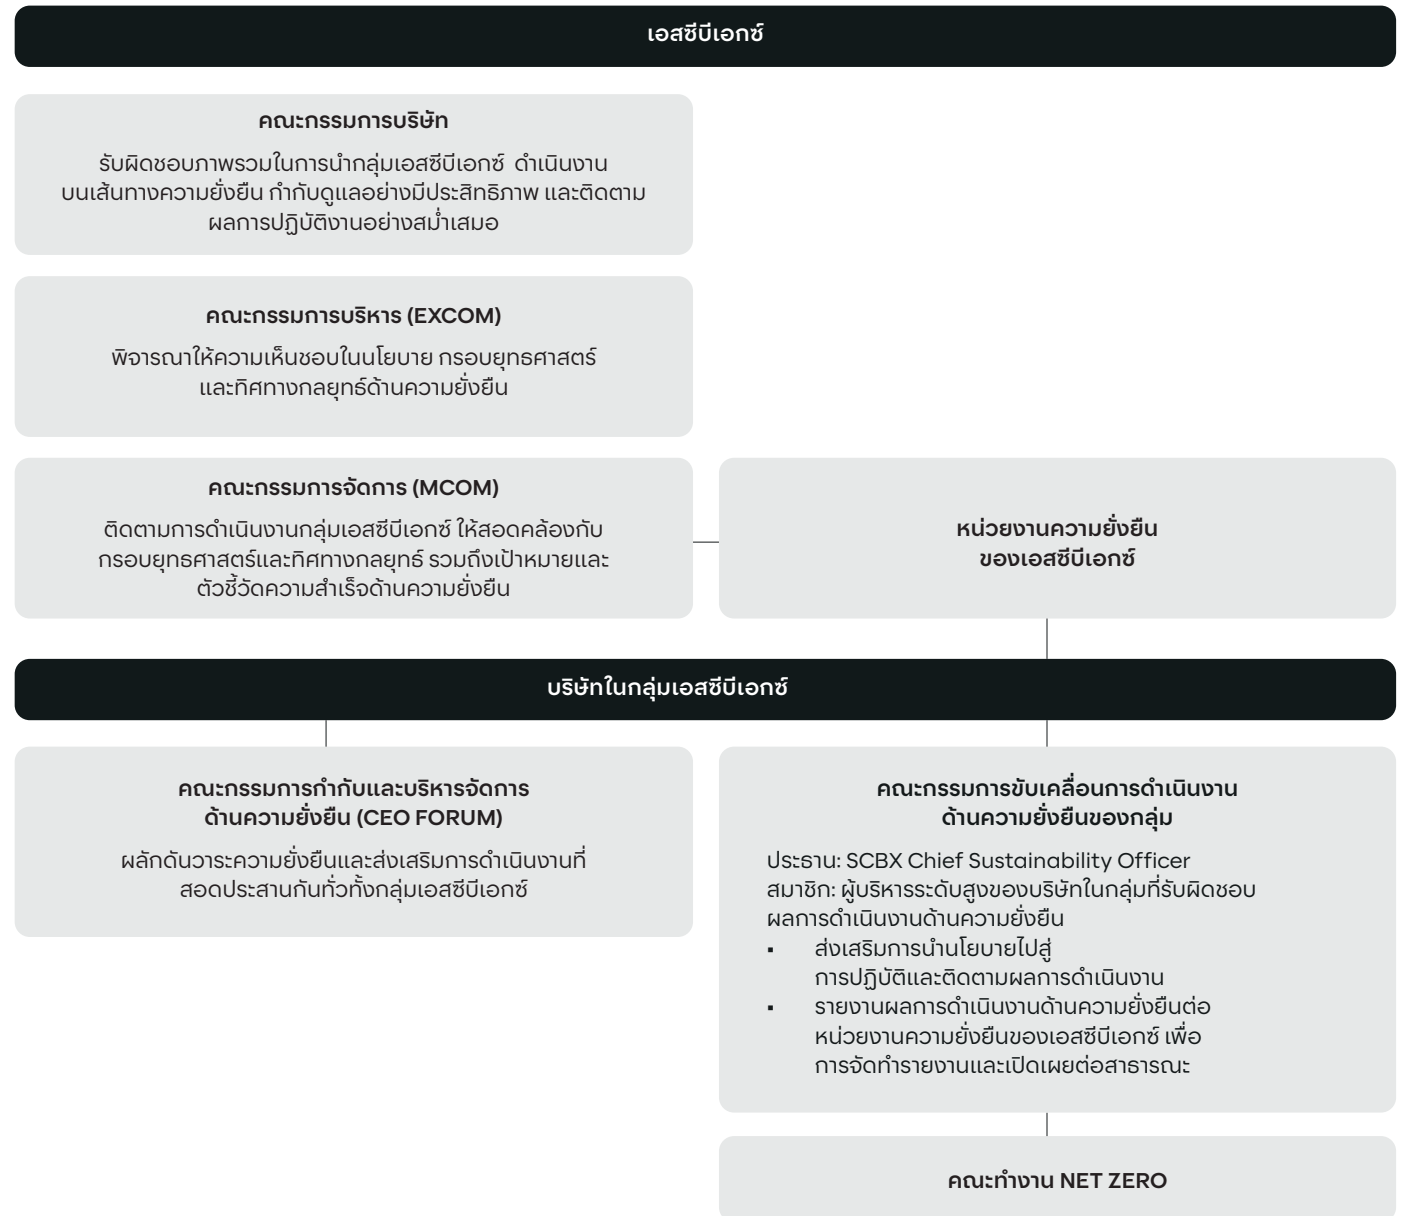 เอสซีบีเอกซ์
คณะกรรมการบริษัท
รับผิดชอบภาพรวมในการนำกลุ่มเอสซีบีเอกซ์ ดำเนินงาน
บนเส้นทางความยั่งยืน กำกับดูแลอย่างมีประสิทธิภาพ และติดตาม
ผลการปฏิบัติงานอย่างสม่ำเสมอ
คณะกรรมการบริหาร (EXCOM)
พิจารณาให้ความเห็นชอบในนโยบาย กรอบยุทธศาสตร์
และทิศทางกลยุทธ์ด้านความยั่งยืน
คณะกรรมการจัดการ (MCOM)
ติดตามการดำเนินงานกลุ่มเอสซีบีเอกซ์ ให้สอดคล้องกับ
กรอบยุทธศาสตร์และทิศทางกลยุทธ์ รวมถึงเป้าหมายและ
ตัวชี้วัดความสำเร็จด้านความยั่งยืน
หน่วยงานความยั่งยืน
ของเอสซีบีเอกซ์
บริษัทในกลุ่มเอสซีบีเอกซ์
คณะกรรมการกำกับและบริหารจัดการ
ด้านความยั่งยืน (CEO FORUM)
ผลักดันวาระความยั่งยืนและส่งเสริมการดำเนินงานที่
สอดประสานกันทั่วทั้งกลุ่มเอสซีบีเอกซ์
คณะกรรมการขับเคลื่อนการดำเนินงาน
ด้านความยั่งยืนของกลุ่ม
ประธาน: SCBX Chief Sustainability Officer
สมาชิก: ผู้บริหารระดับสูงของบริษัทในกลุ่มที่รับผิดชอบ
ผลการดำเนินงานด้านความยั่งยืน
▪ ส่งเสริมการนำนโยบายไปสู่
การปฏิบัติและติดตามผลการดำเนินงาน
▪ รายงานผลการดำเนินงานด้านความยั่งยืนต่อ
หน่วยงานความยั่งยืนของเอสซีบีเอกซ์ เพื่อ
การจัดทำรายงานและเปิดเผยต่อสาธารณะ
คณะทำงาน NET ZERO